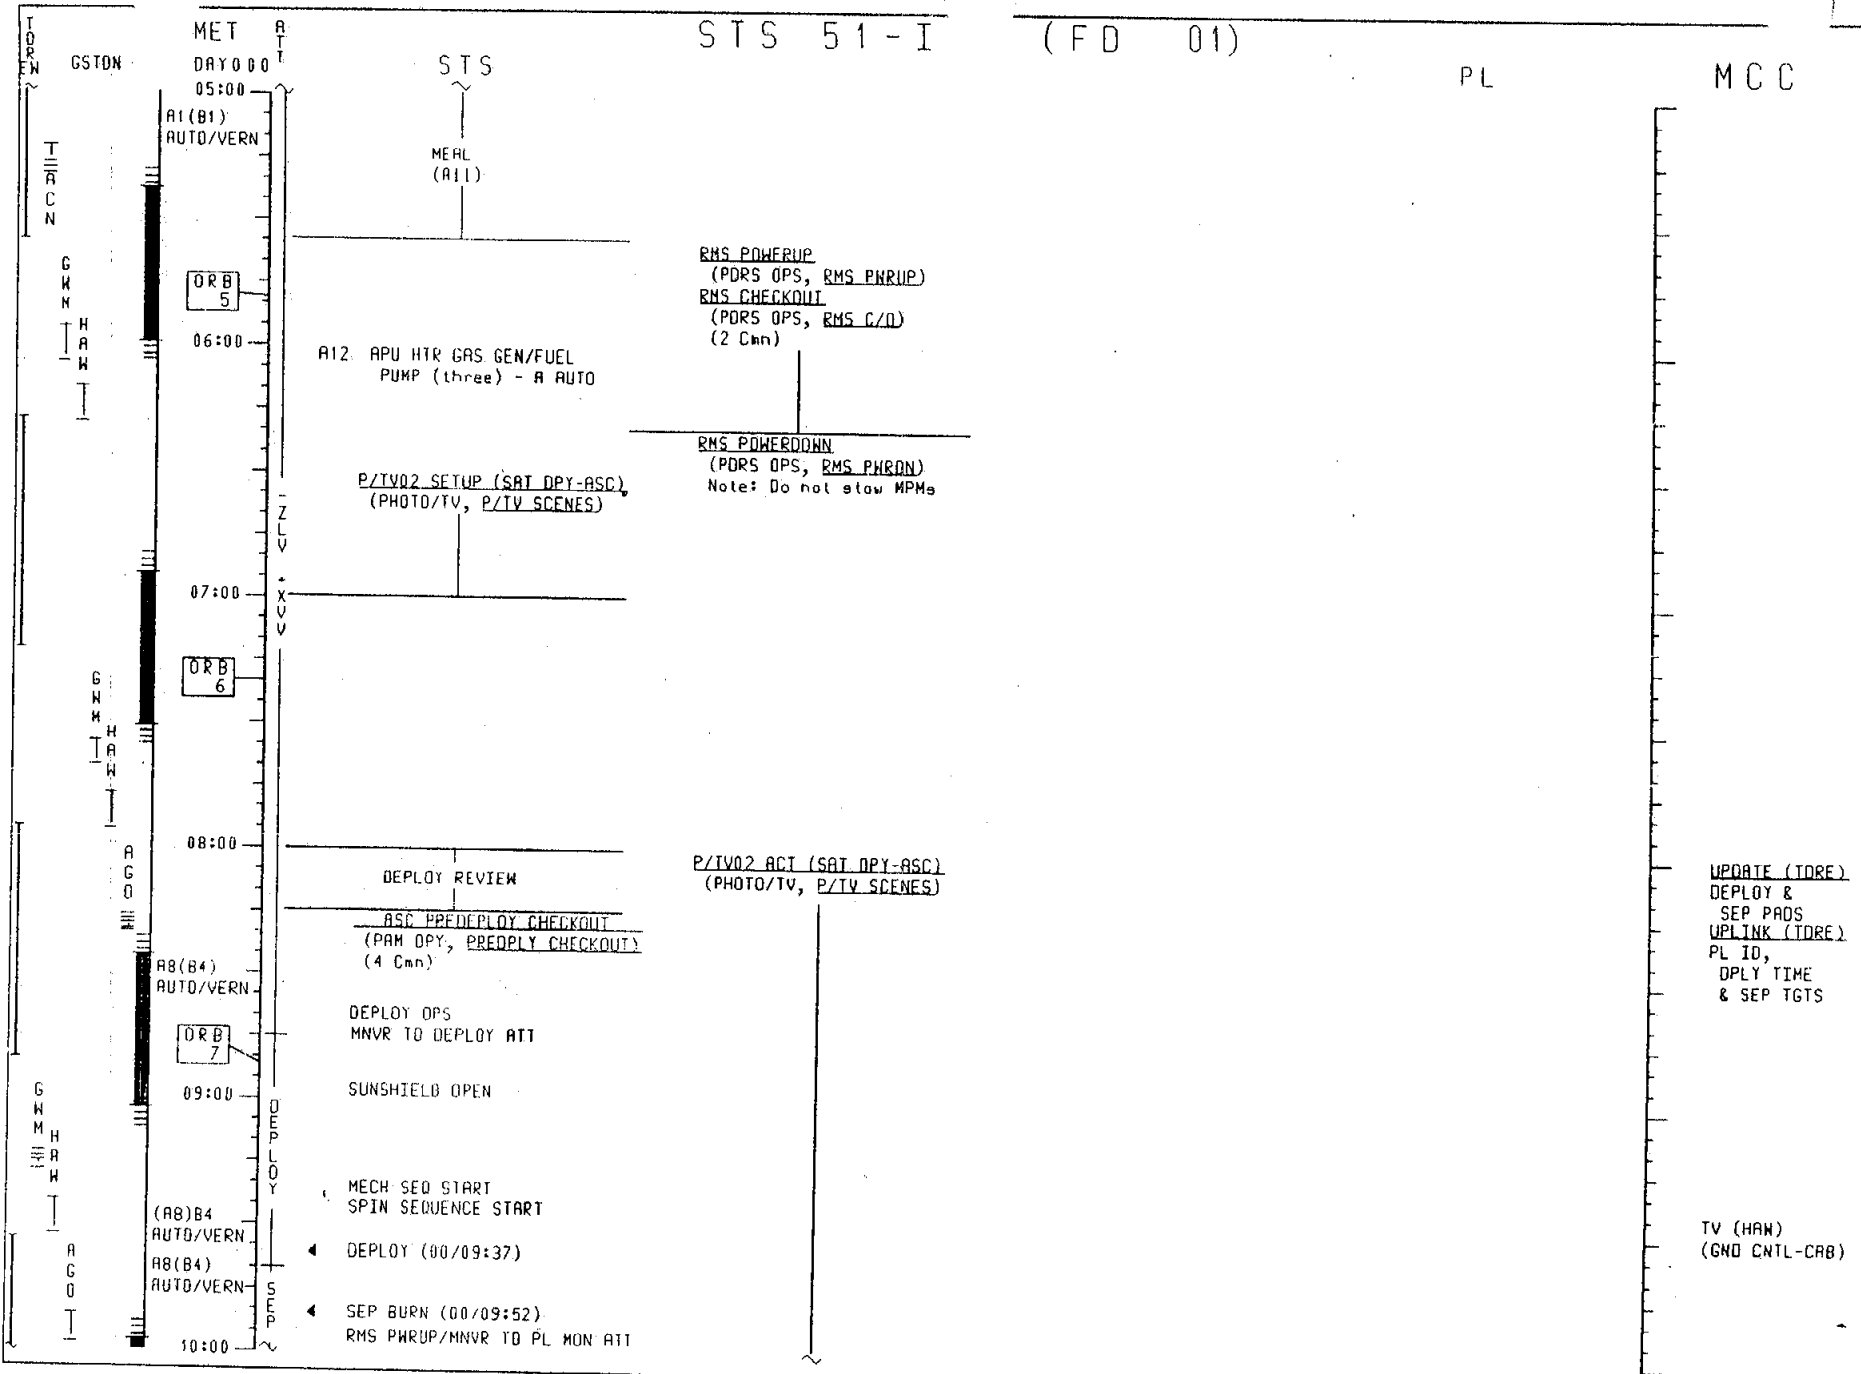 STS 51-I (FD 01)
TDRW
E
GSTDN
MET
DAY000
ATT
STS
PL
MCC
05:00
A1(B1)
AUTO/VERN
MEAL
(All)
ACN
GWM
HAW
ORB
5
RMS POWERUP
(PDRS OPS, RMS PWRUP)
RMS CHECKOUT
(PDRS OPS, RMS C/O)
(2 Cmn)
06:00
A12 APU HTR GAS GEN/FUEL
PUMP (three) - A AUTO
RMS POWERDOWN
(PDRS OPS, RMS PWRDN)
Note: Do not stow MPMs
P/TV02 SETUP (SAT DPY-ASC)
(PHOTO/TV, P/TV SCENES)
-ZLV +XVV
07:00
ORB
6
GWM
HAW
AGO
08:00
DEPLOY REVIEW
P/TV02 ACT (SAT DPY-ASC)
(PHOTO/TV, P/TV SCENES)
UPDATE (TDRE)
DEPLOY &
SEP PADS
UPLINK (TDRE)
PL ID,
DPLY TIME
& SEP TGTS
ASC PREDEPLOY CHECKOUT
(PAM DPY, PREDPLY CHECKOUT)
(4 Cmn)
A8(B4)
AUTO/VERN
DEPLOY OPS
MNVR TO DEPLOY ATT
ORB
7
09:00
SUNSHIELD OPEN
GWM
HAW
DEPLOY
MECH SEQ START
SPIN SEQUENCE START
(A8)B4
AUTO/VERN
DEPLOY (00/09:37)
TV (HAW)
(GND CNTL-CAB)
A8(B4)
AUTO/VERN
AGO
SEP
SEP BURN (00/09:52)
RMS PWRUP/MNVR TO PL MON ATT
10:00